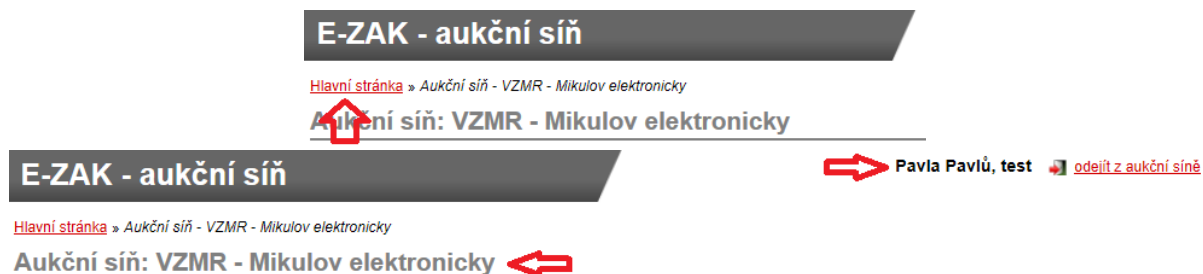 E-ZAK - aukční síň
Hlavní stránka » Aukční síň - VZMR - Mikulov elektronicky
Aukční síň: VZMR - Mikulov elektronicky
E-ZAK - aukční síň
Pavla Pavlů, test odejít z aukční síně
Hlavní stránka » Aukční síň - VZMR - Mikulov elektronicky
Aukční síň: VZMR - Mikulov elektronicky